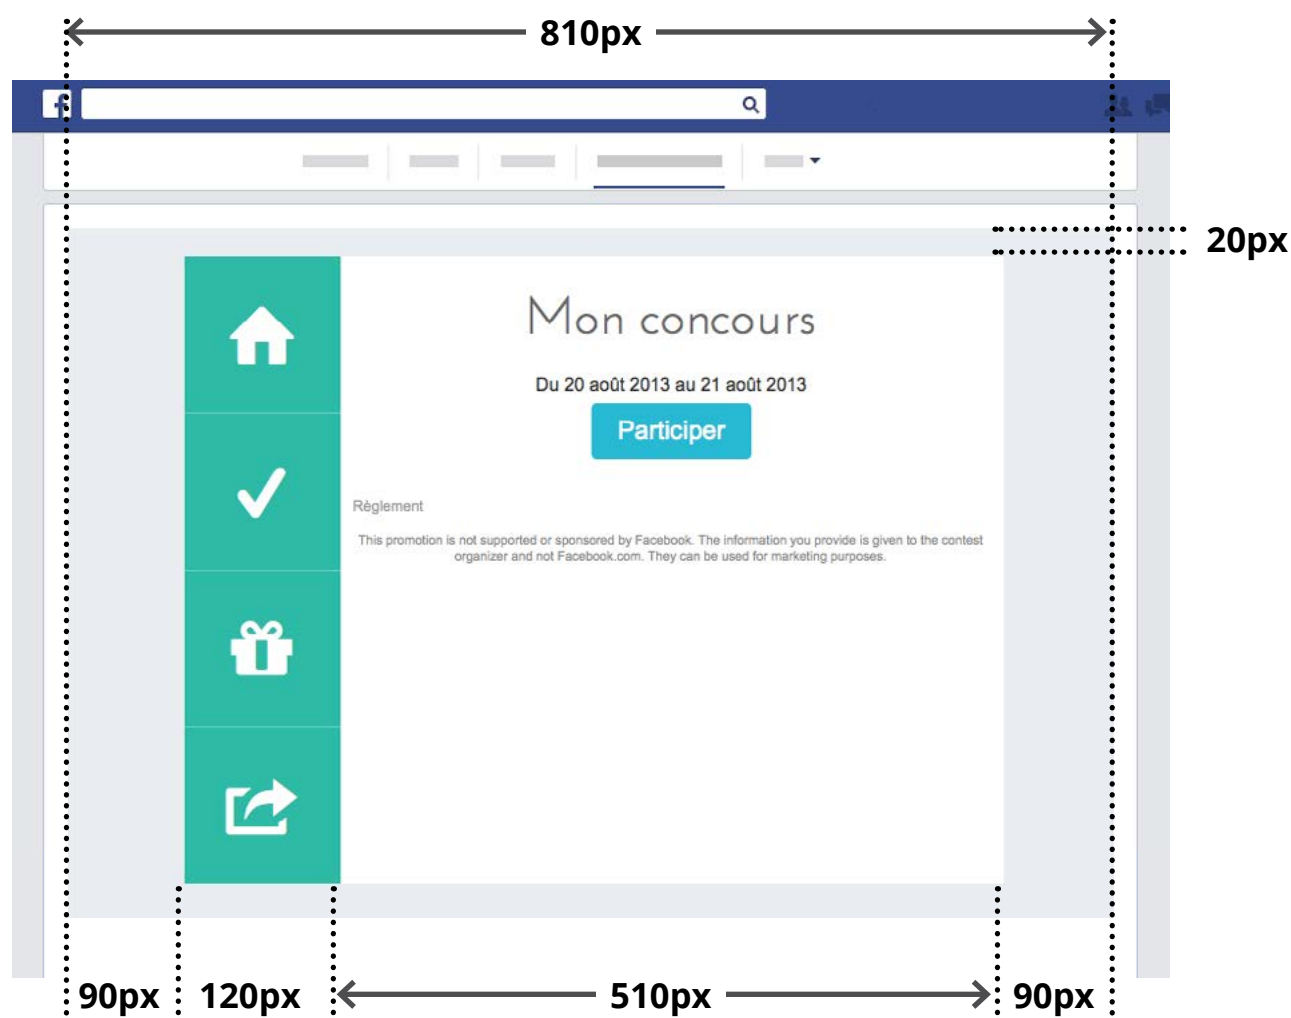 810px
f
20px
Mon concours
Du 20 août 2013 au 21 août 2013
Participer
Règlement
This promotion is not supported or sponsored by Facebook. The information you provide is given to the contest
organizer and not Facebook.com. They can be used for marketing purposes.
90px 120px 510px 90px